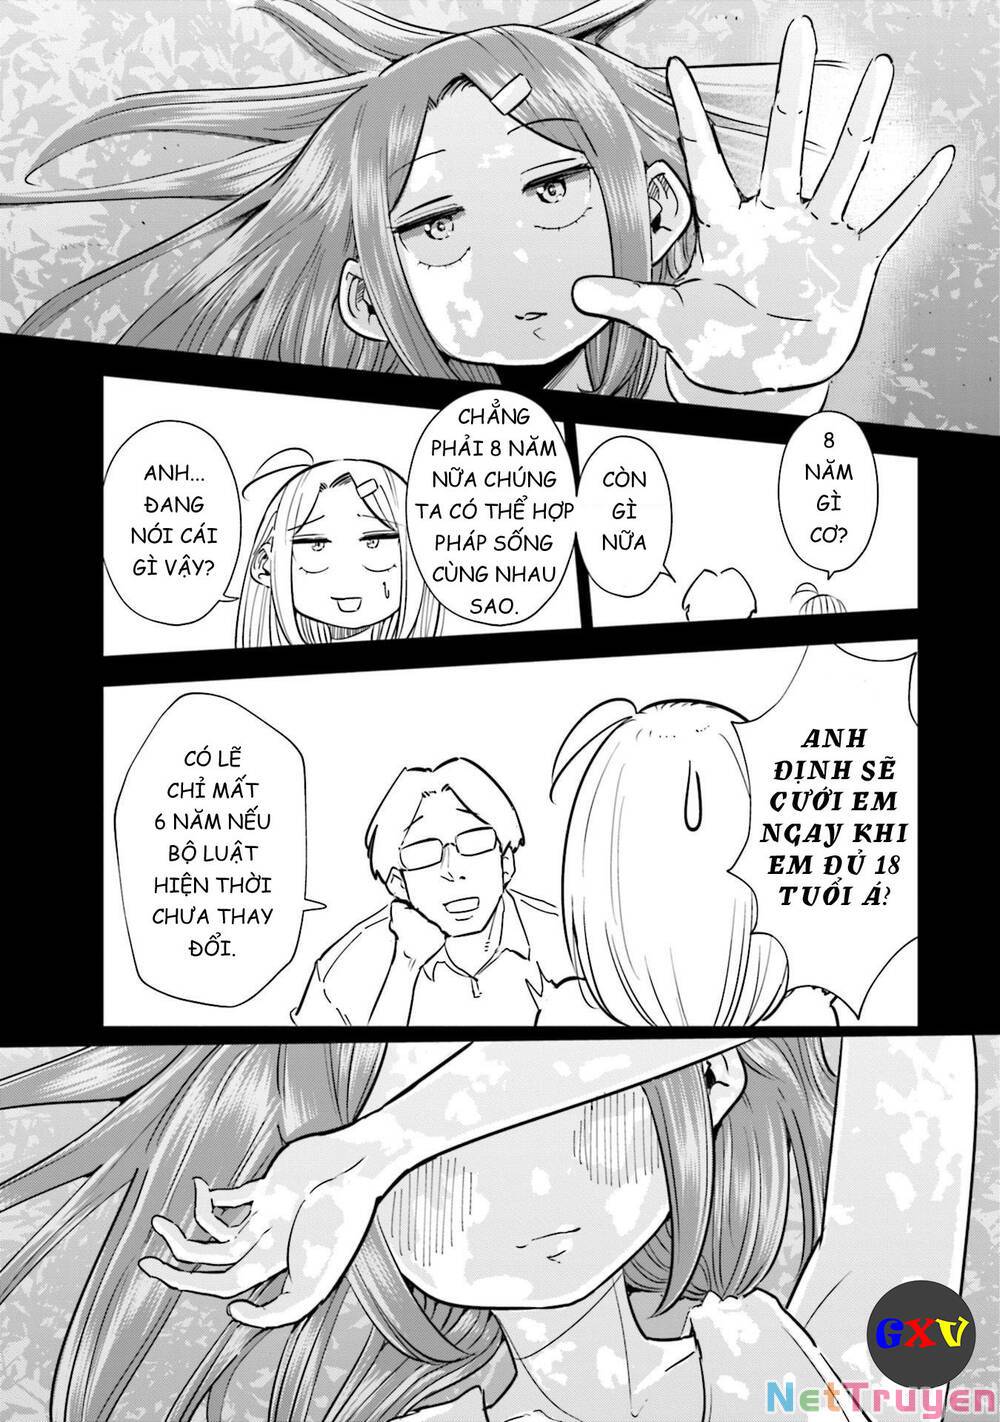 8
NĂM
GÌ
CƠ?
CÒN
GÌ
NỮA
CHẲNG
PHẢI 8 NĂM
NỮA CHÚNG
TA CÓ THỂ HỢP
PHÁP SỐNG
CÙNG NHAU
SAO.
ANH...
ĐANG
NÓI CÁI
GÌ VẬY?
ANH
ĐỊNH SẼ
CƯỚI EM
NGAY KHI
EM ĐỦ 18
TUỔI Á?
CÓ LẼ
CHỈ MẤT
6 NĂM NẾU
BỘ LUẬT
HIỆN THỜI
CHƯA THAY
ĐỔI.
GXV
NetTruyen